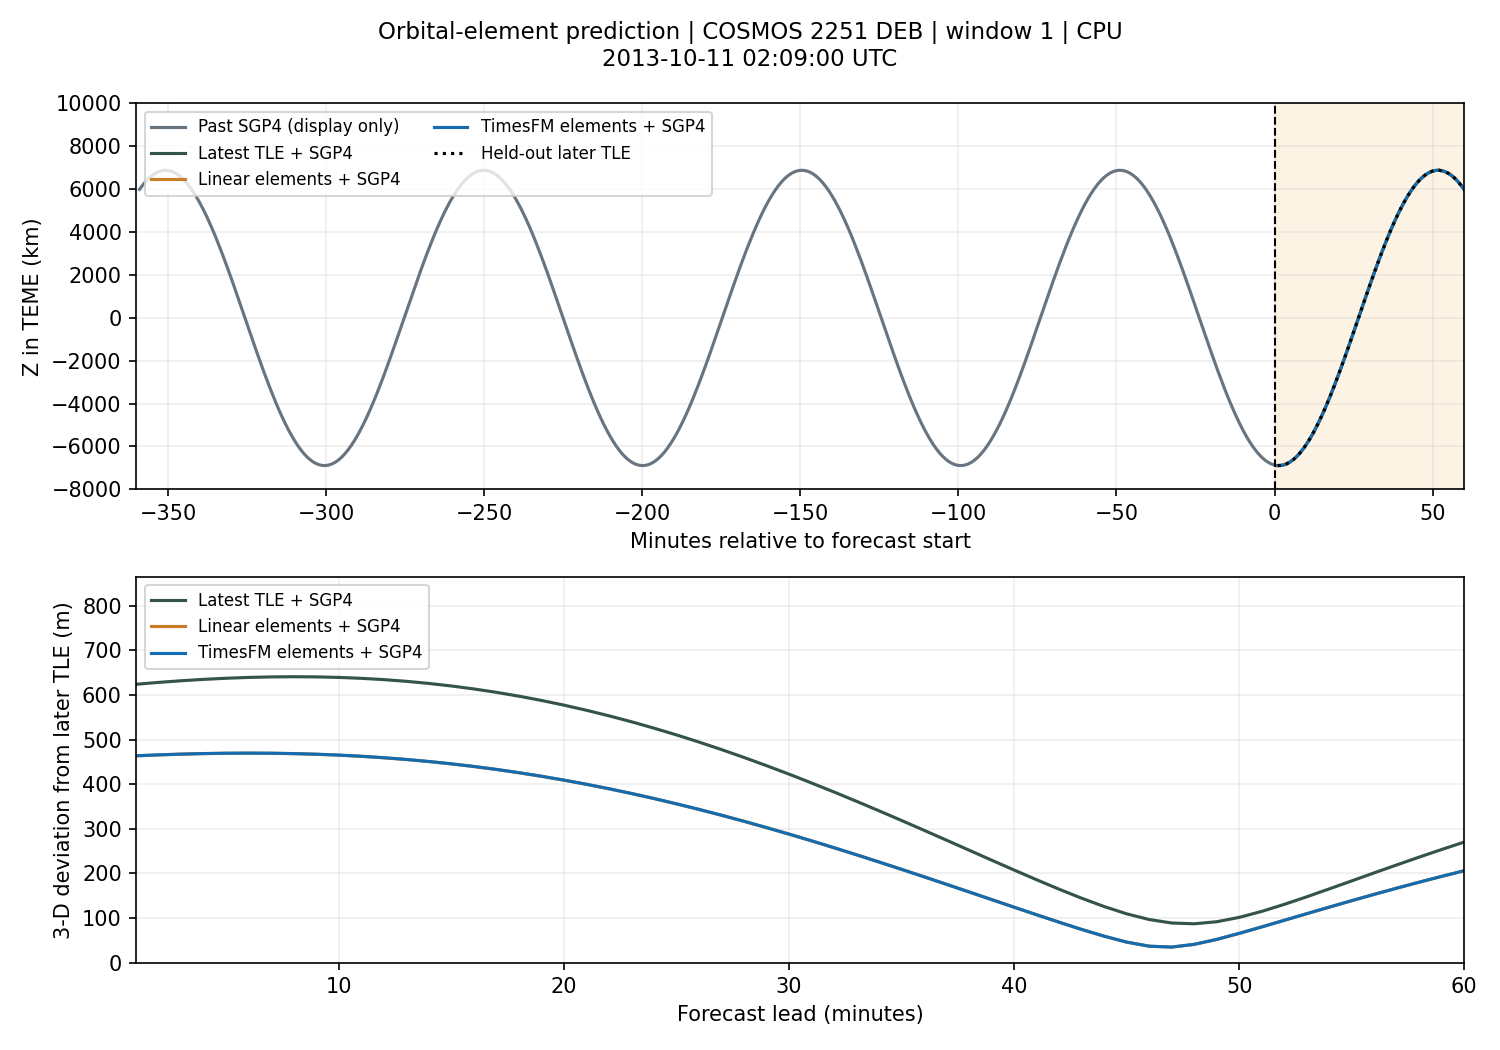 Orbital-element prediction | COSMOS 2251 DEB | window 1 | CPU
2013-10-11 02:09:00 UTC
10000
8000
6000
4000
2000
0
−2000
−4000
−6000
−8000
Z in TEME (km)
Past SGP4 (display only)
Latest TLE + SGP4
Linear elements + SGP4
TimesFM elements + SGP4
Held-out later TLE
−350 −300 −250 −200 −150 −100 −50 0 50
Minutes relative to forecast start
800
700
600
500
400
300
200
100
0
3-D deviation from later TLE (m)
Latest TLE + SGP4
Linear elements + SGP4
TimesFM elements + SGP4
10 20 30 40 50 60
Forecast lead (minutes)